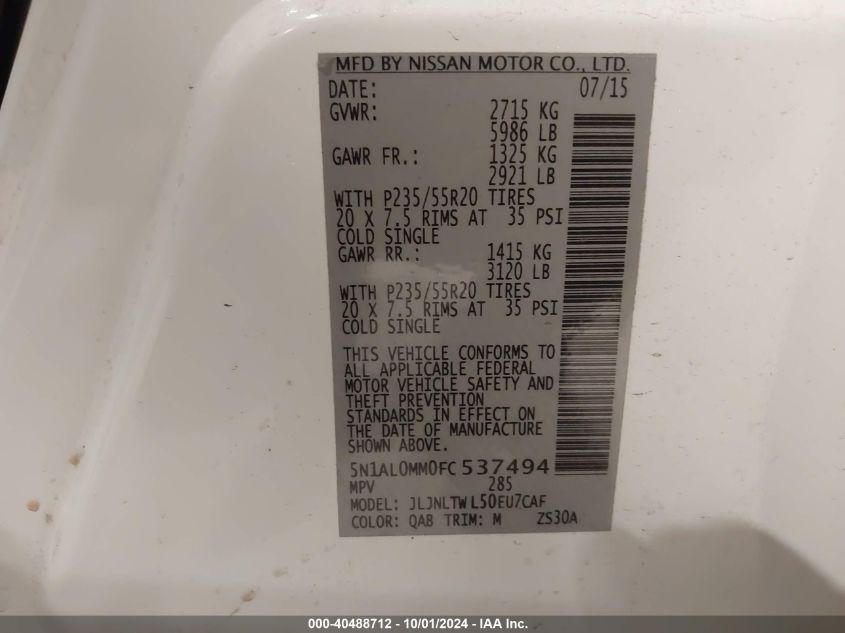 MFD BY NISSAN MOTOR CO., LTD.
DATE: 07/15
GVWR: 2715 KG
5986 LB
GAWR FR.: 1325 KG
2921 LB
WITH P235/55R20 TIRES
20 X 7.5 RIMS AT 35 PSI
COLD SINGLE
GAWR RR.: 1415 KG
3120 LB
WITH P235/55R20 TIRES
20 X 7.5 RIMS AT 35 PSI
COLD SINGLE
THIS VEHICLE CONFORMS TO
ALL APPLICABLE FEDERAL
MOTOR VEHICLE SAFETY AND
THEFT PREVENTION
STANDARDS IN EFFECT ON
THE DATE OF MANUFACTURE
SHOWN ABOVE.
5N1AL0MM0FC537494
MPV 285
MODEL: JLJNLTWL50EU7CAF
COLOR: QAB TRIM: M ZS30A
000-40488712 - 10/01/2024 - IAA Inc.